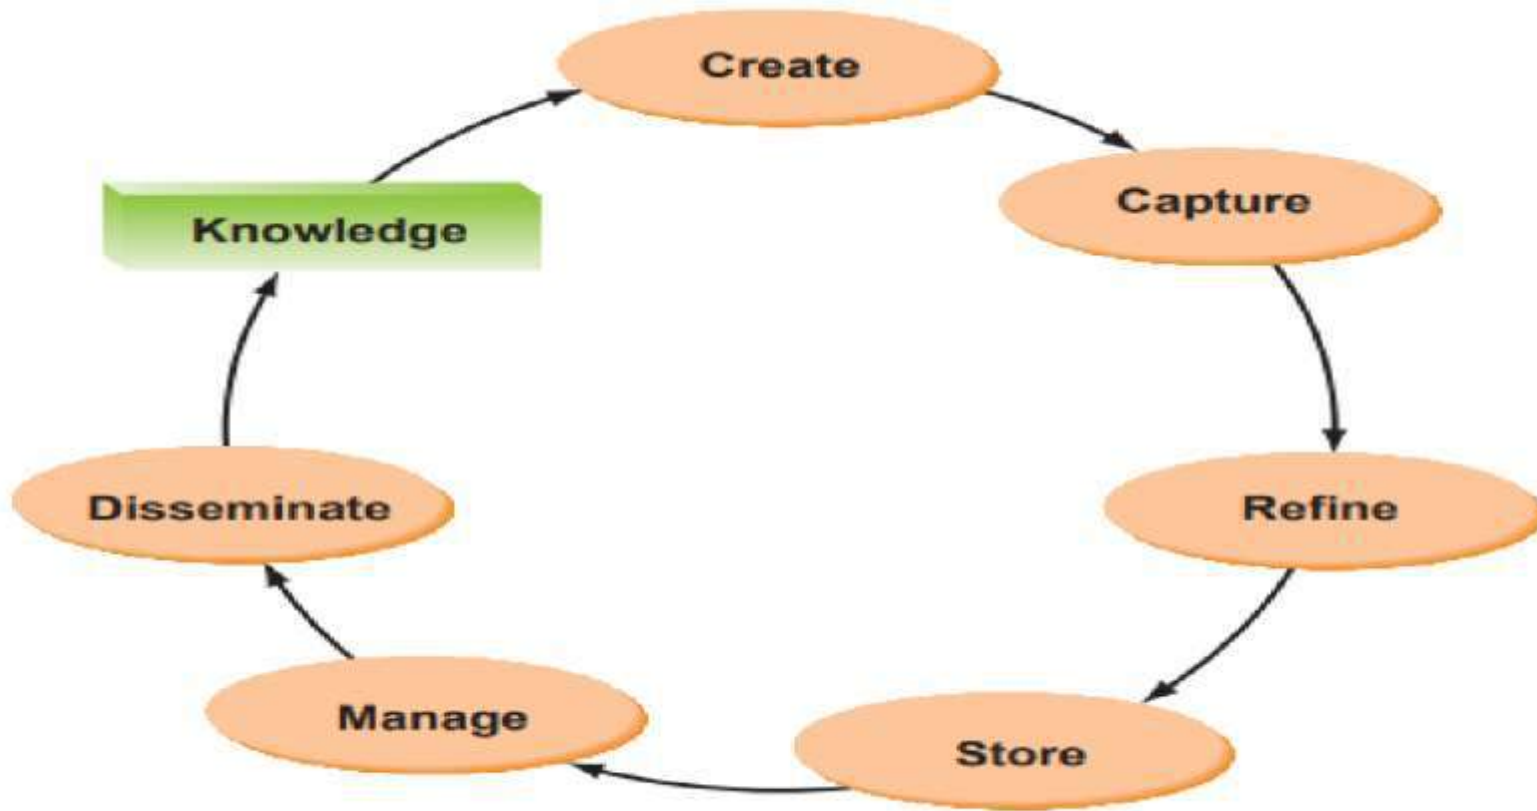 Create
Capture
Knowledge
Disseminate
Refine
Manage
Store